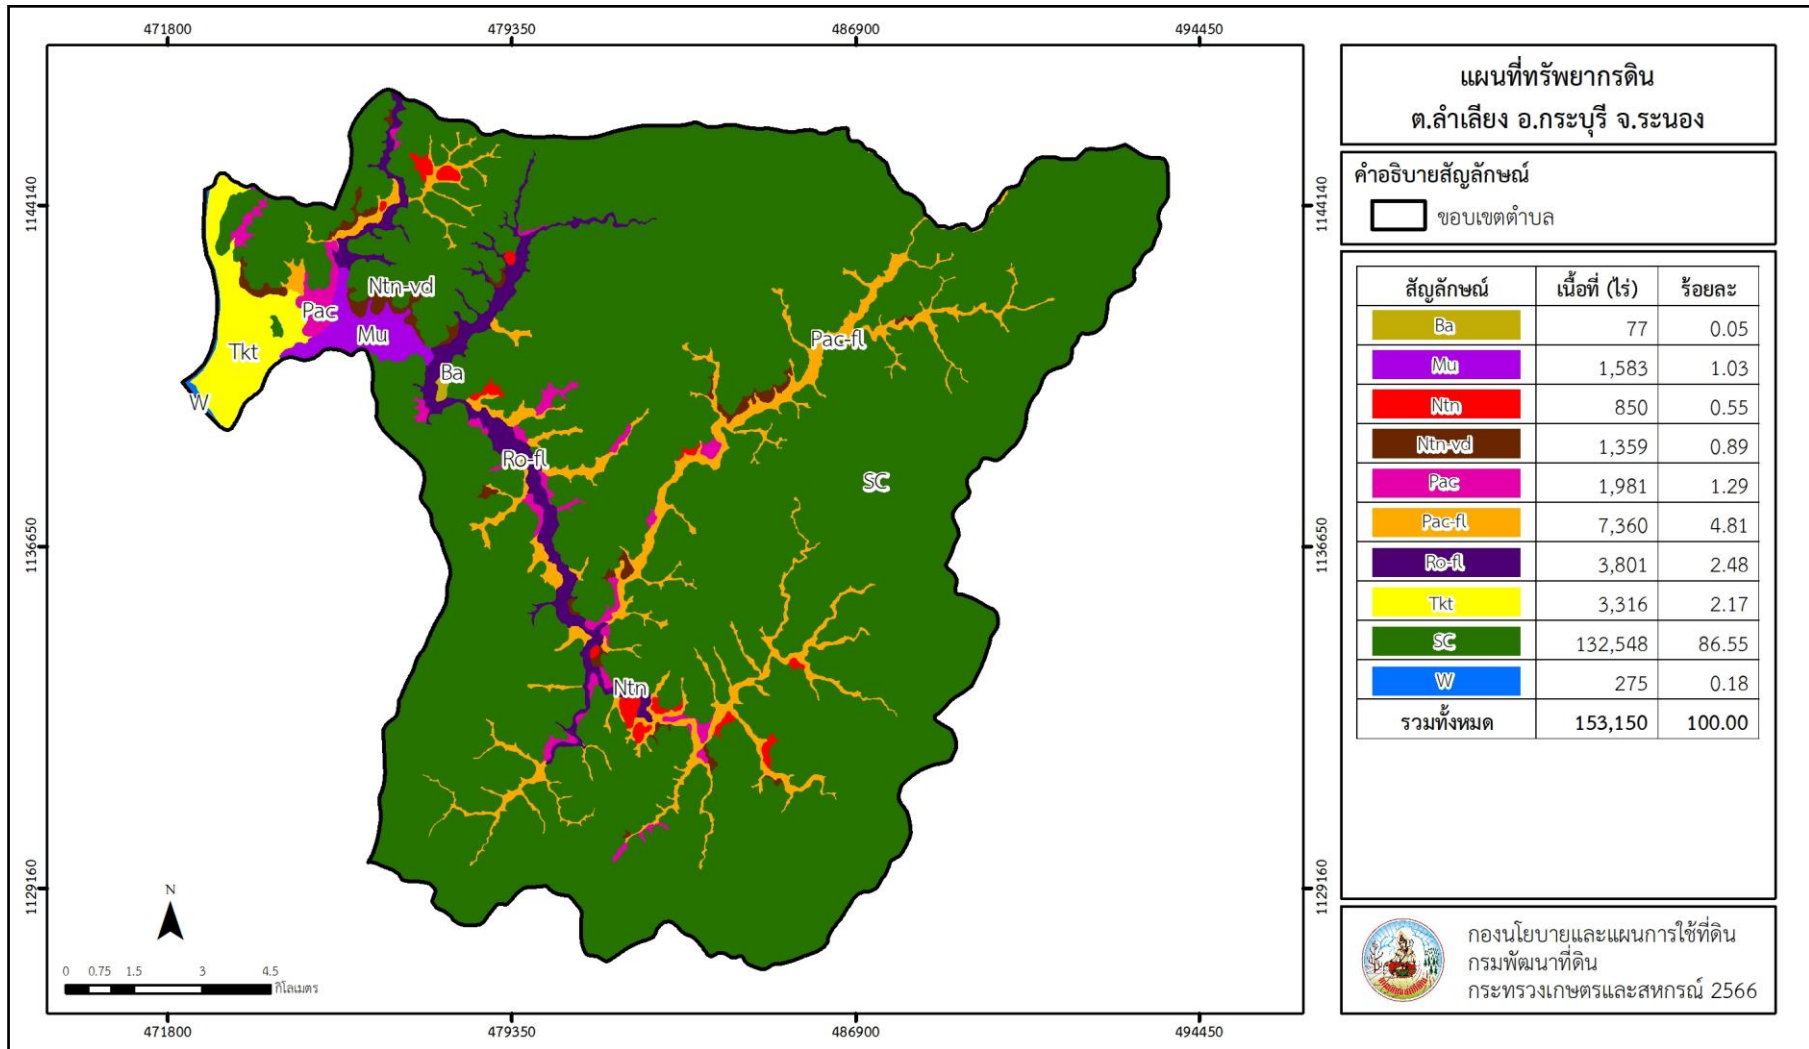 471800
479350
486900
494450
1144140
1136650
1129160
1144140
1136650
1129160
471800
479350
486900
494450
Ntn-vd
Pac
Mu
Tkt
Ba
W
Pac-fl
Ro-fl
SC
Ntn
N
0 0.75 1.5 3 4.5
กิโลเมตร
แผนที่ทรัพยากรดิน
ต.ลำเลียง อ.กระบุรี จ.ระนอง
คำอธิบายสัญลักษณ์
ขอบเขตตำบล
สัญลักษณ์ เนื้อที่ (ไร่) ร้อยละ
Ba 77 0.05
Mu 1,583 1.03
Ntn 850 0.55
Ntn-vd 1,359 0.89
Pac 1,981 1.29
Pac-fl 7,360 4.81
Ro-fl 3,801 2.48
Tkt 3,316 2.17
SC 132,548 86.55
W 275 0.18
รวมทั้งหมด 153,150 100.00
กองนโยบายและแผนการใช้ที่ดิน
กรมพัฒนาที่ดิน
กระทรวงเกษตรและสหกรณ์ 2566